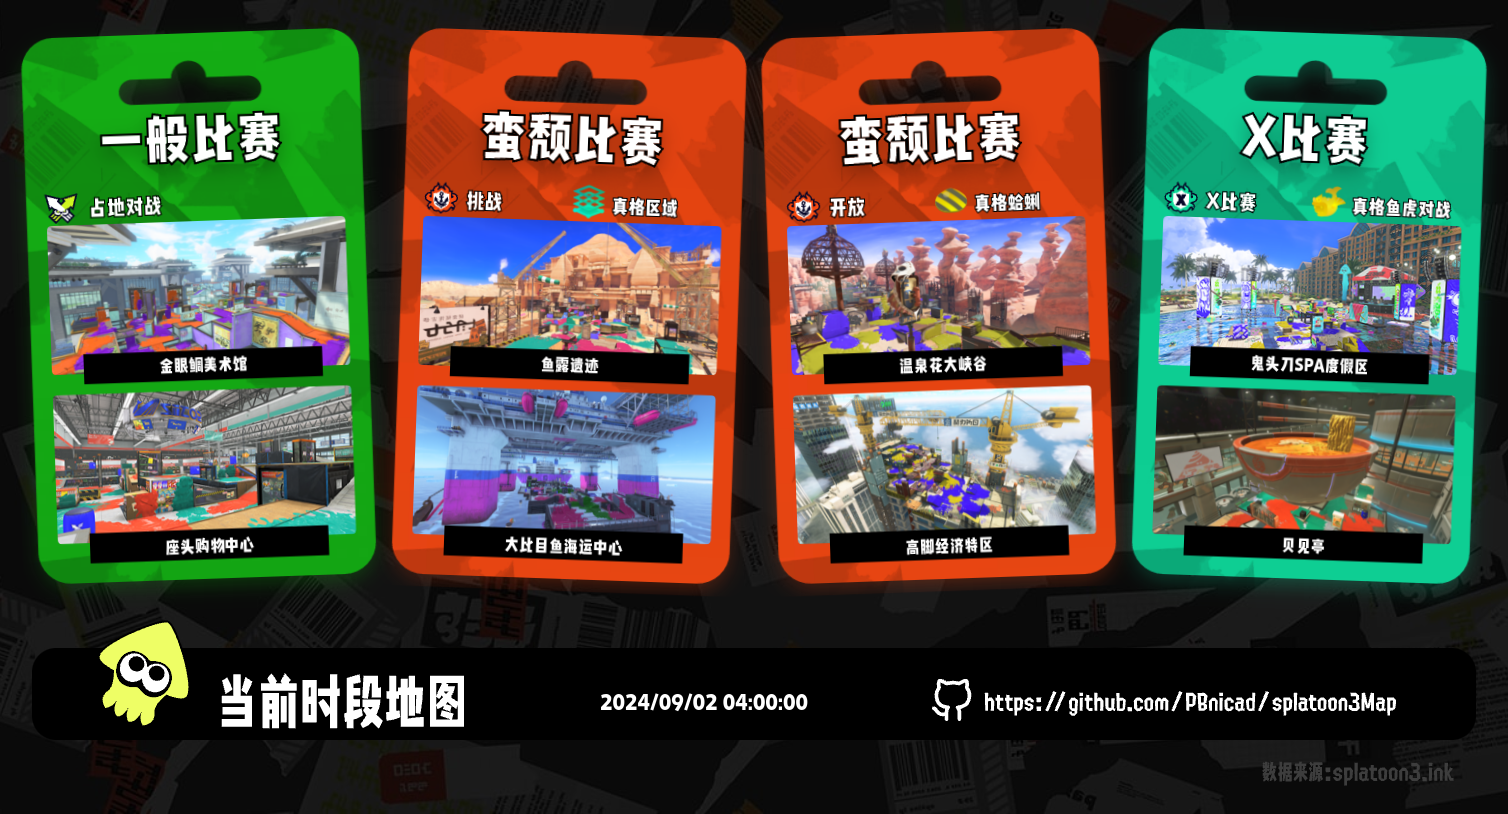 一般比赛
占地对战
金眼鲷美术馆
座头购物中心
蛮颓比赛
挑战
真格区域
鱼露遗迹
大比目鱼海运中心
蛮颓比赛
开放
真格蛤蜊
温泉花大峡谷
高脚经济特区
X比赛
X比赛
真格鱼虎对战
鬼头刀SPA度假区
贝见亭
当前时段地图
2024/09/02 04:00:00
https://github.com/PBnicad/splatoon3Map
数据来源:splatoon3.ink